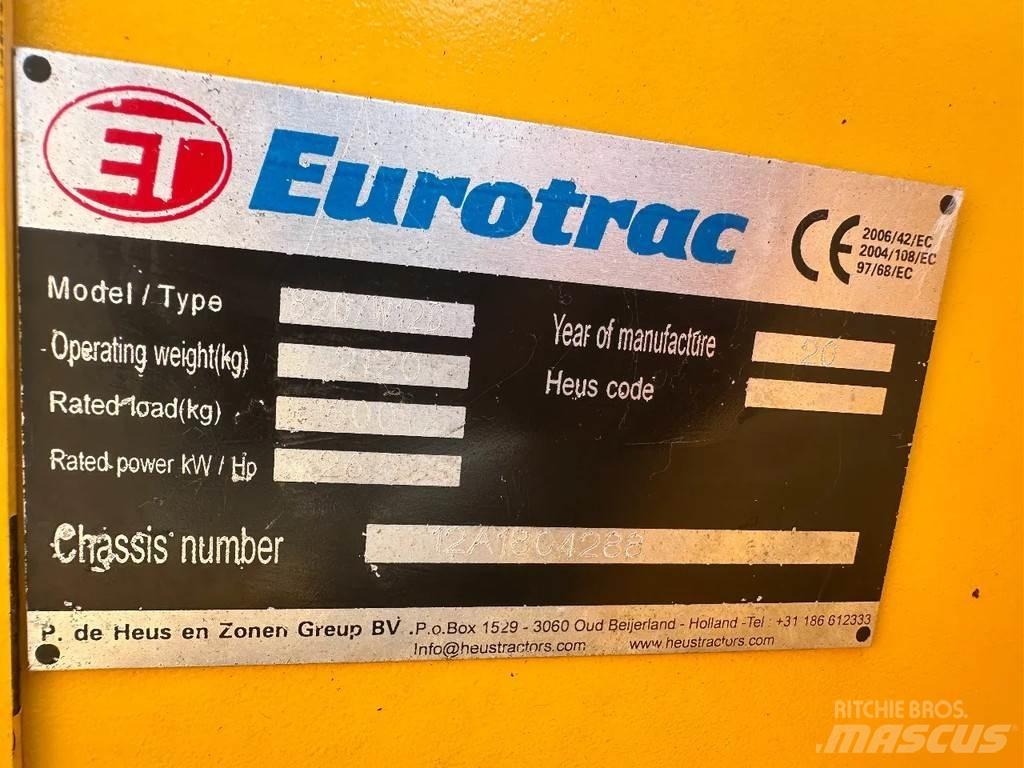 ET Eurotrac
CE 2006/42/EC
2004/108/EC
97/68/EC
Model/Type
Operating weight(kg)
Rated load(kg)
Rated power kW / Hp
Year of manufacture 20
Heus code
Chassis number 12A1804288
P. de Heus en Zonen Greup BV .P.o.Box 1529 - 3060 Oud Beijerland - Holland -Tel : +31 186 612333
Info@heustractors.com www.heustractors.com
RITCHIE BROS.
MASCUS